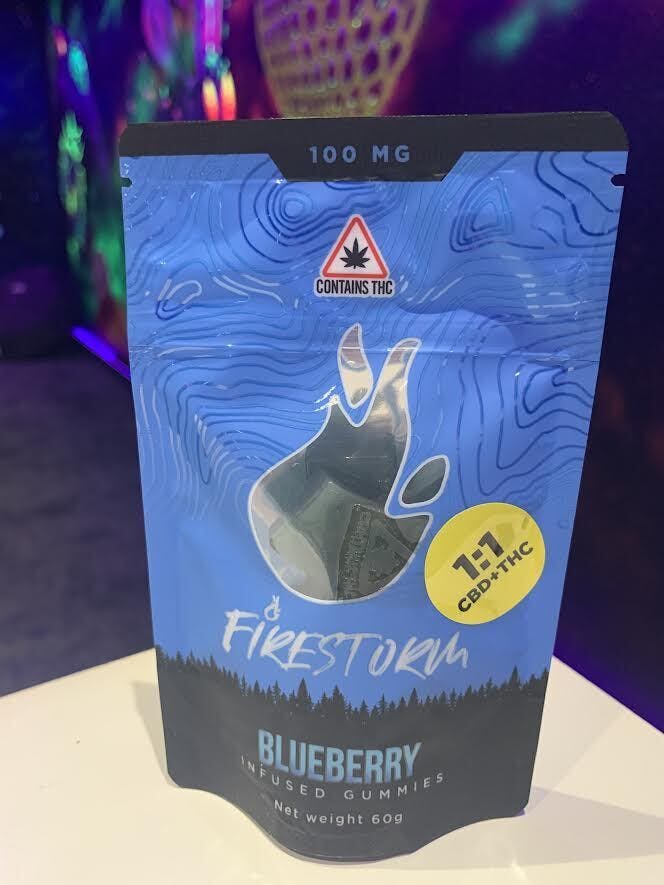 100 MG
CONTAINS THC
1:1
CBD+THC
FIRESTORM
BLUEBERRY
INFUSED GUMMIES
Net weight 60g